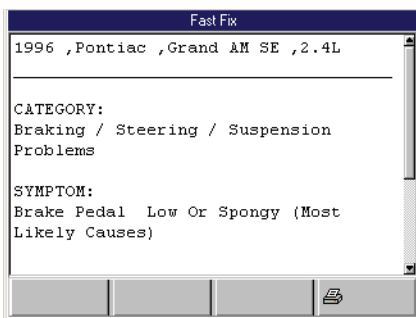 Fast Fix
1996 ,Pontiac ,Grand AM SE ,2.4L
CATEGORY:
Braking / Steering / Suspension
Problems
SYMPTOM:
Brake Pedal  Low Or Spongy (Most
Likely Causes)